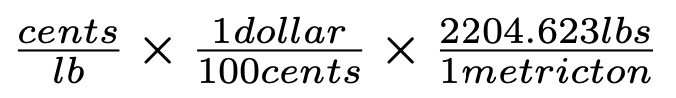 cents/lb × 1dollar/100cents × 2204.623lbs/1metricton